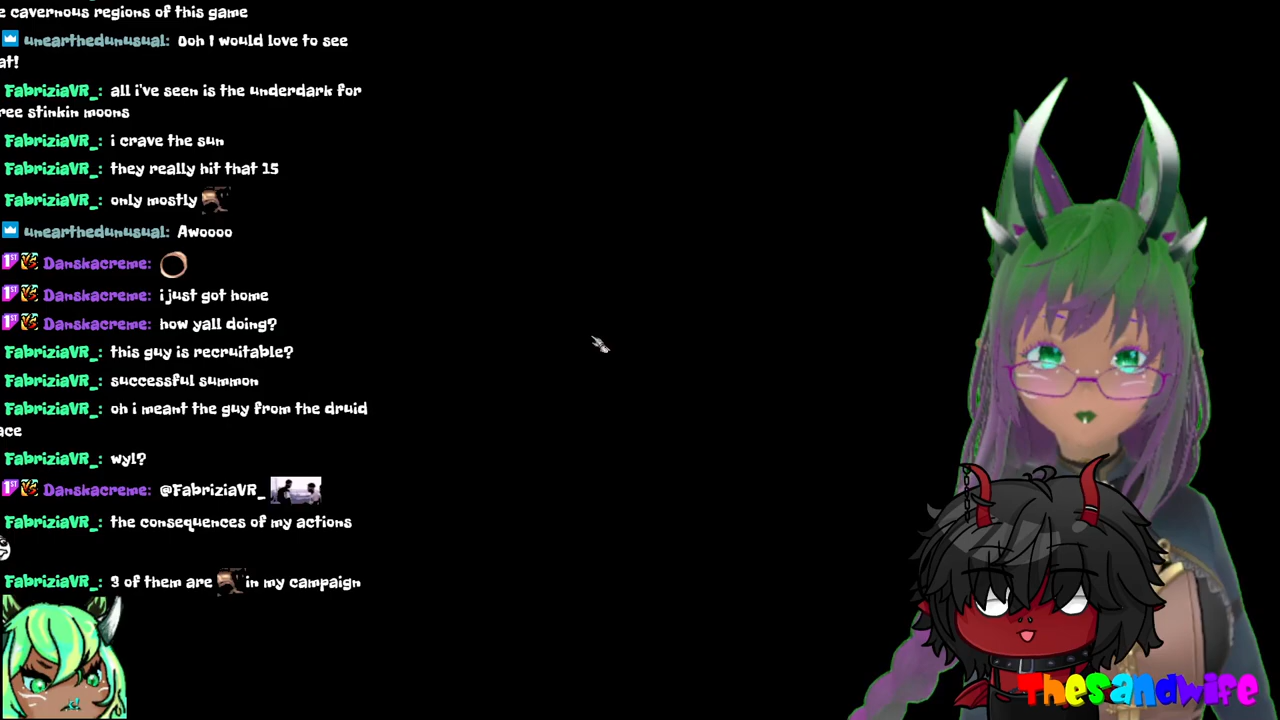 e cavernous regions of this game
unearthedunusual: Ooh I would love to see
at!
FabriziaVR_: all i've seen is the underdark for
ree stinkin moons
FabriziaVR_: i crave the sun
FabriziaVR_: they really hit that 15
FabriziaVR_: only mostly
unearthedunusual: Awoooo
1ST Danskacreme:
1ST Danskacreme: i just got home
1ST Danskacreme: how yall doing?
FabriziaVR_: this guy is recruitable?
FabriziaVR_: successful summon
FabriziaVR_: oh i meant the guy from the druid
ace
FabriziaVR_: wyl?
1ST Danskacreme: @FabriziaVR_
FabriziaVR_: the consequences of my actions
FabriziaVR_: 3 of them are in my campaign
Thesandwife